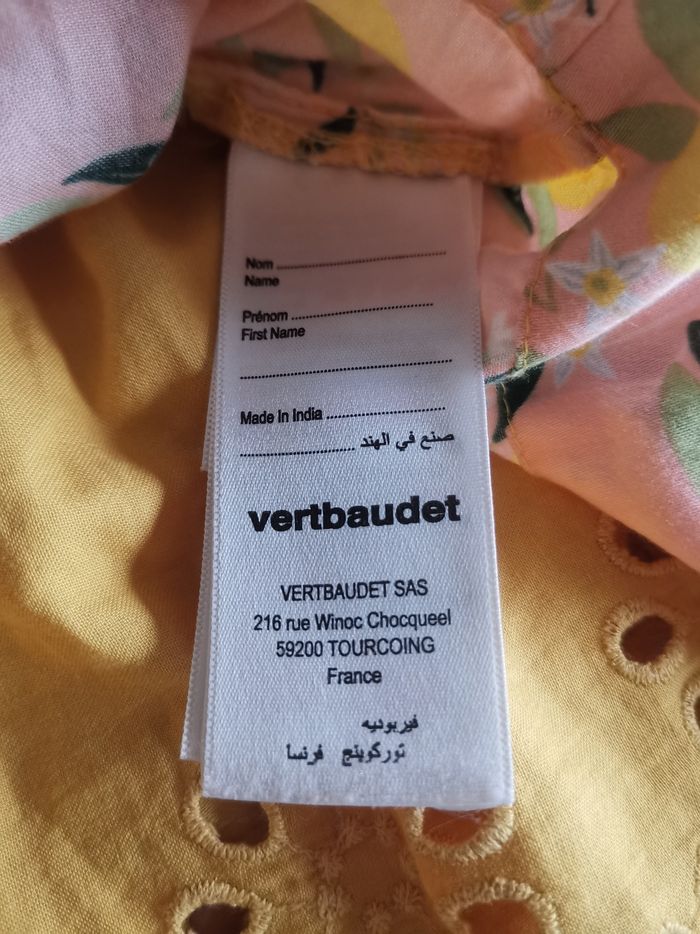 Nom ........................................................
Name
Prénom ...............................................
First Name
......................................................................
Made In India .......................................
صنع في الهند ......................................
vertbaudet
VERTBAUDET SAS
216 rue Winoc Chocqueel
59200 TOURCOING
France
فيربوديه
توركوينج فرنسا